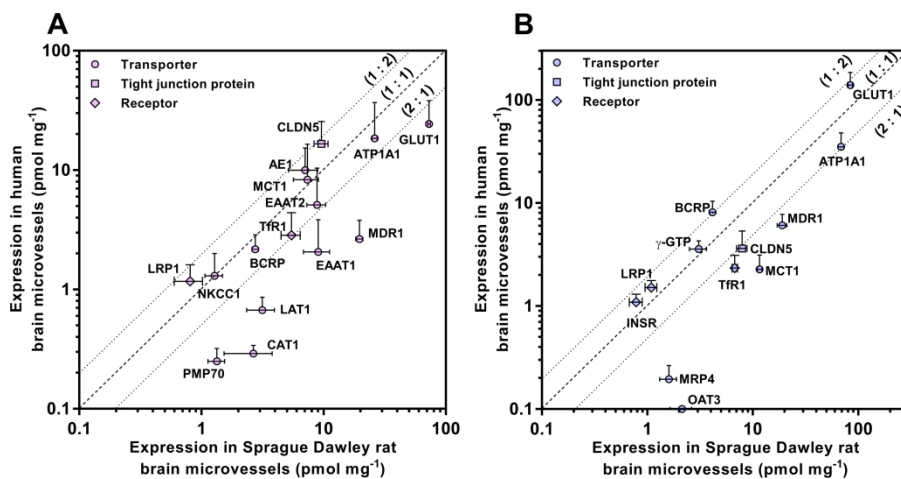 A
100
10
1
0.1
Expression in human
brain microvessels (pmol mg⁻¹)
Transporter
Tight junction protein
Receptor
(1 : 2)
(1 : 1)
(2 : 1)
CLDN5
AE1
MCT1
EAAT2
TfR1
LRP1
NKCC1
BCRP
EAAT1
MDR1
ATP1A1
GLUT1
LAT1
CAT1
PMP70
0.1
1
10
100
Expression in Sprague Dawley rat
brain microvessels (pmol mg⁻¹)
B
100
10
1
0.1
Expression in human
brain microvessels (pmol mg⁻¹)
Transporter
Tight junction protein
Receptor
(1 : 2)
(1 : 1)
(2 : 1)
GLUT1
ATP1A1
BCRP
MDR1
γ-GTP
CLDN5
LRP1
TfR1
MCT1
INSR
MRP4
OAT3
0.1
1
10
100
Expression in Sprague Dawley rat
brain microvessels (pmol mg⁻¹)